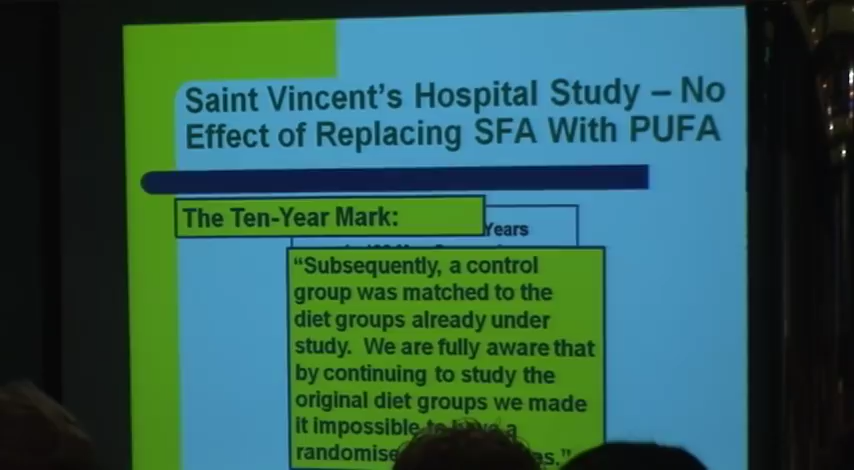 Saint Vincent's Hospital Study – No
Effect of Replacing SFA With PUFA
The Ten-Year Mark:
Years
"Subsequently, a control
group was matched to the
diet groups already under
study. We are fully aware that
by continuing to study the
original diet groups we made
it impossible to have a
randomise